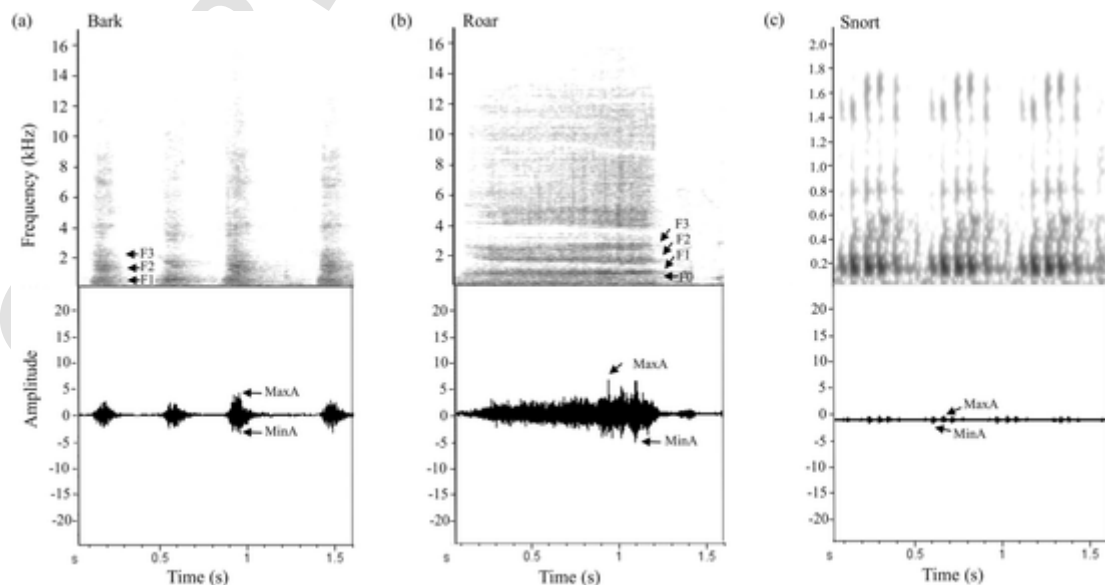 (a) Bark
16
14
12
10
8
6
4
2
Frequency (kHz)
F3
F2
F1
20
15
10
5
0
-5
-10
-15
-20
Amplitude
MaxA
MinA
s 0.5 1 1.5
Time (s)
(b) Roar
16
14
12
10
8
6
4
2
F3
F2
F1
F0
20
15
10
5
0
-5
-10
-15
-20
MaxA
MinA
s 0.5 1 1.5
Time (s)
(c) Snort
2.0
1.8
1.6
1.4
1.2
1.0
0.8
0.6
0.4
0.2
20
15
10
5
0
-5
-10
-15
-20
MaxA
MinA
s 0.5 1 1.5
Time (s)